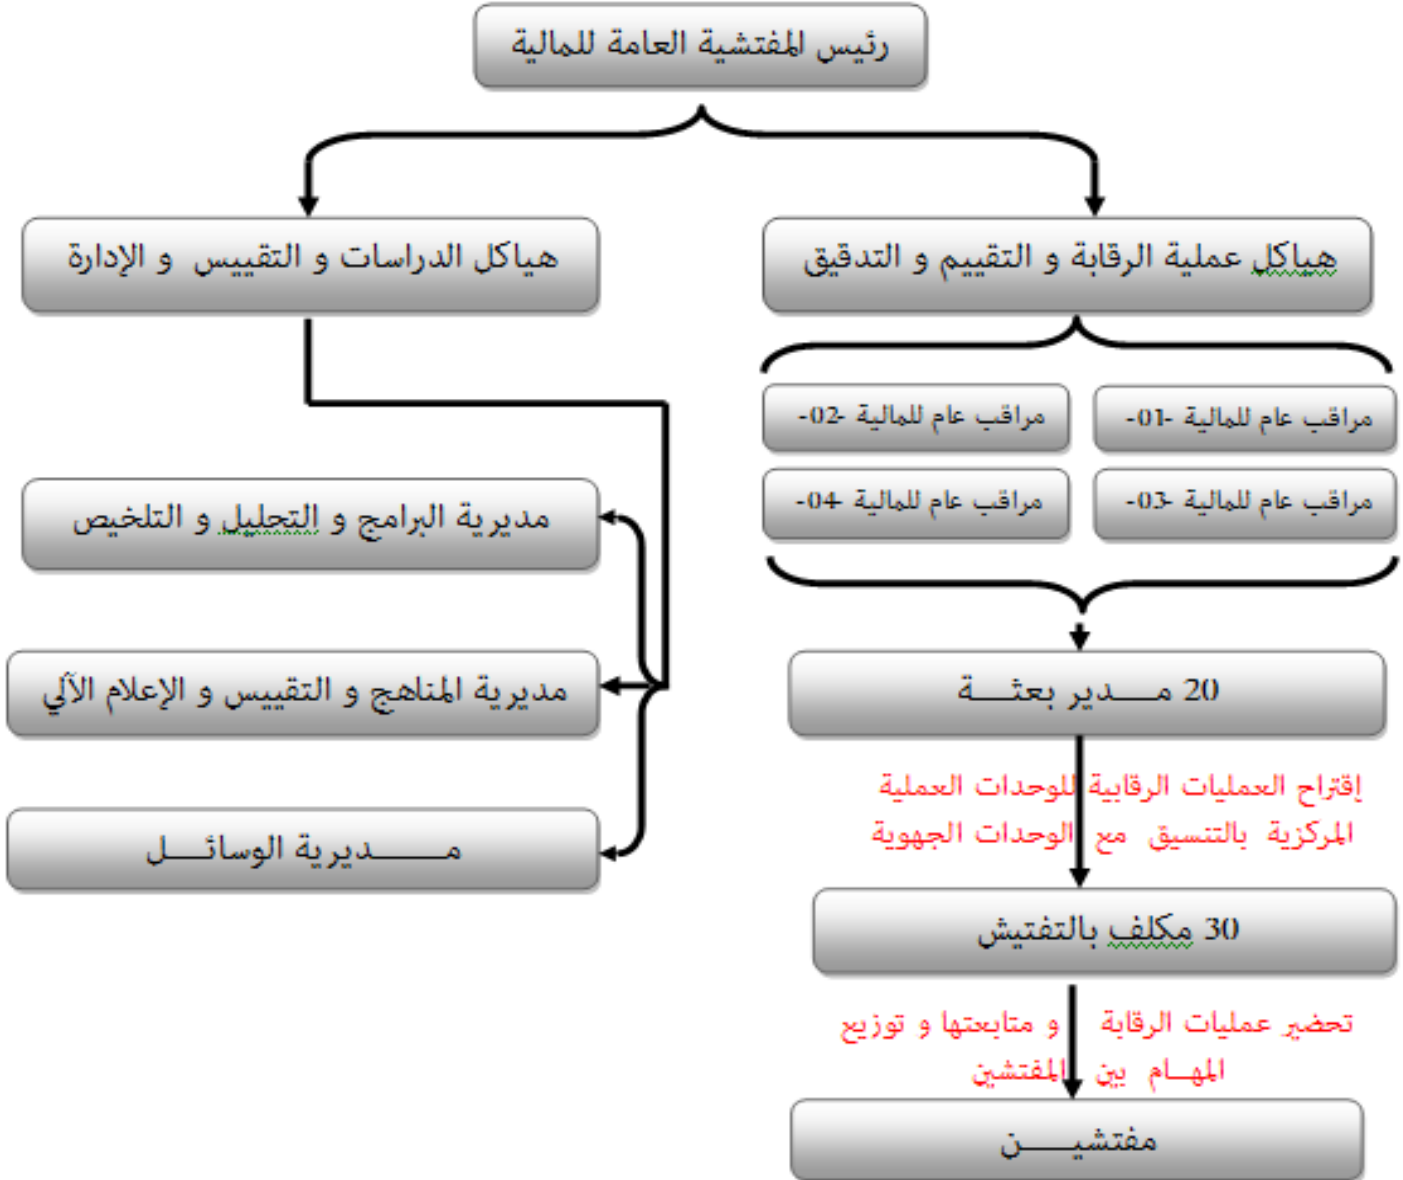 رئيس المفتشية العامة للمالية
هياكل عملية الرقابة و التقييم و التدقيق
هياكل الدراسات و التقييس و الإدارة
مراقب عام للمالية -01-
مراقب عام للمالية -02-
مراقب عام للمالية -03-
مراقب عام للمالية -04-
مديرية البرامج و التحليل و التلخيص
20 مـــدير بعثـــة
مديرية المناهج و التقييس و الإعلام الآلي
إقتراح العمليات الرقابية للوحدات العملية
المركزية بالتنسيق مع الوحدات الجهوية
مـــــديرية الوسائـــل
30 مكلف بالتفتيش
تحضير عمليات الرقابة و متابعتها و توزيع
المهــام بين المفتشين
مفتشيـــــن